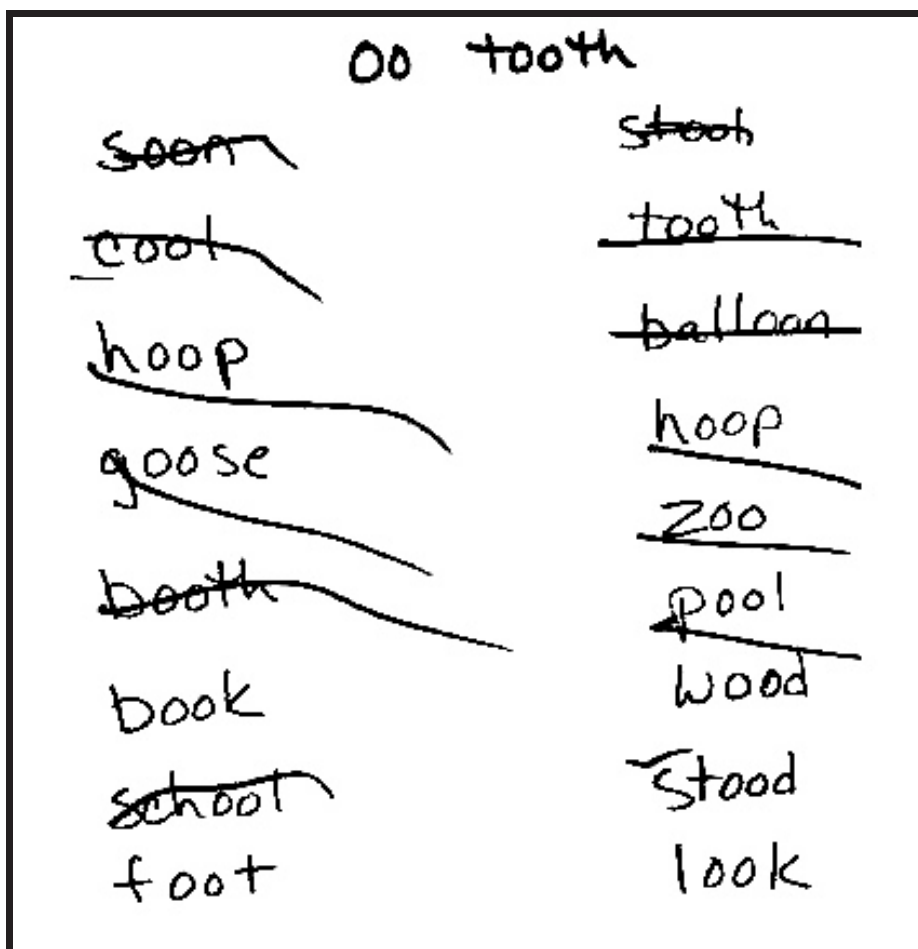 oo tooth
soon stool
cool tooth
hoop balloon
goose hoop
booth zoo
book pool
school wood
foot stood
look